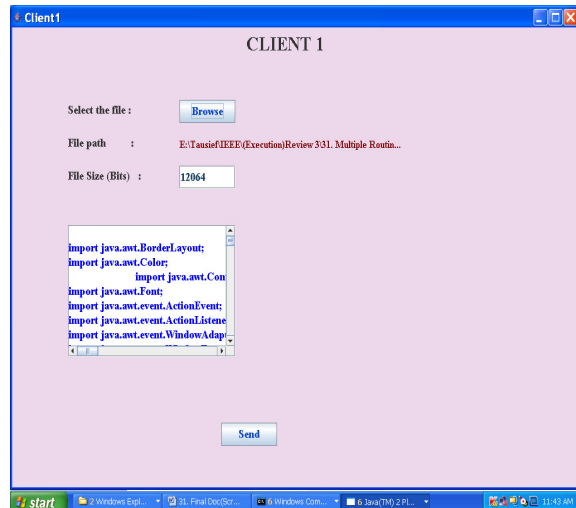 Client1
CLIENT 1
Select the file :
Browse
File path :
E:\Tausief\IEEE\(Execution)Review 3\31. Multiple Routin...
File Size (Bits) :
12064
import java.awt.BorderLayout;
import java.awt.Color;
import java.awt.Con
import java.awt.Font;
import java.awt.event.ActionEvent;
import java.awt.event.ActionListene
import java.awt.event.WindowAdap
Send
start
2 Windows Expl...
31. Final Doc(Scr...
6 Windows Com...
6 Java(TM) 2 Pl...
11:43 AM